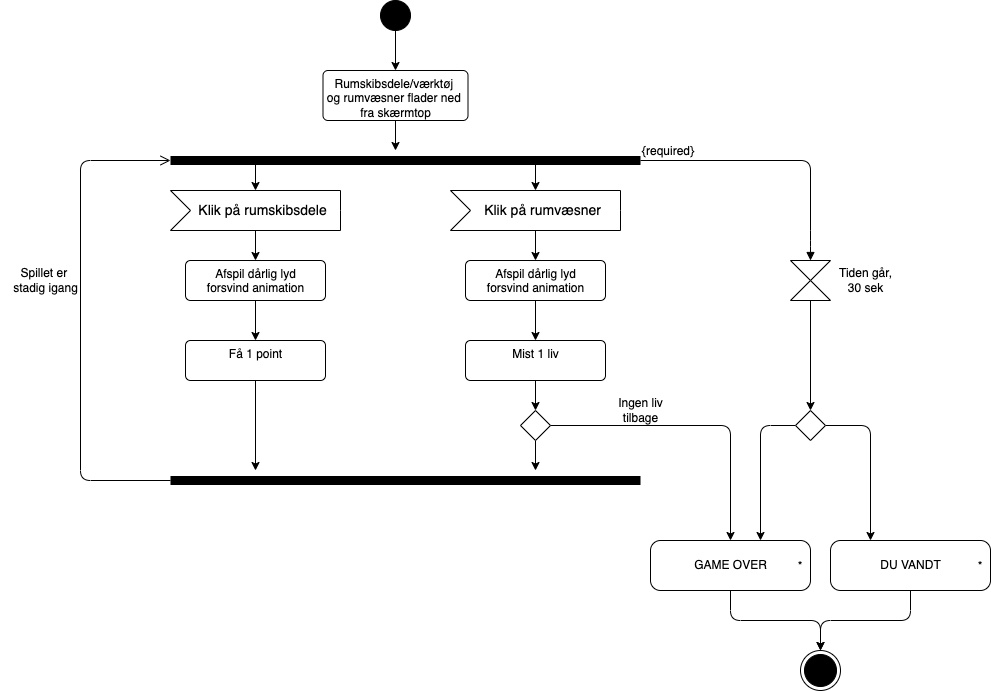 Rumskibsdele/værktøj
og rumvæsner flader ned
fra skærmtop
{required}
Klik på rumskibsdele
Klik på rumvæsner
Spillet er
stadig igang
Afspil dårlig lyd
forsvind animation
Afspil dårlig lyd
forsvind animation
Tiden går,
30 sek
Få 1 point
Mist 1 liv
Ingen liv
tilbage
GAME OVER *
DU VANDT *